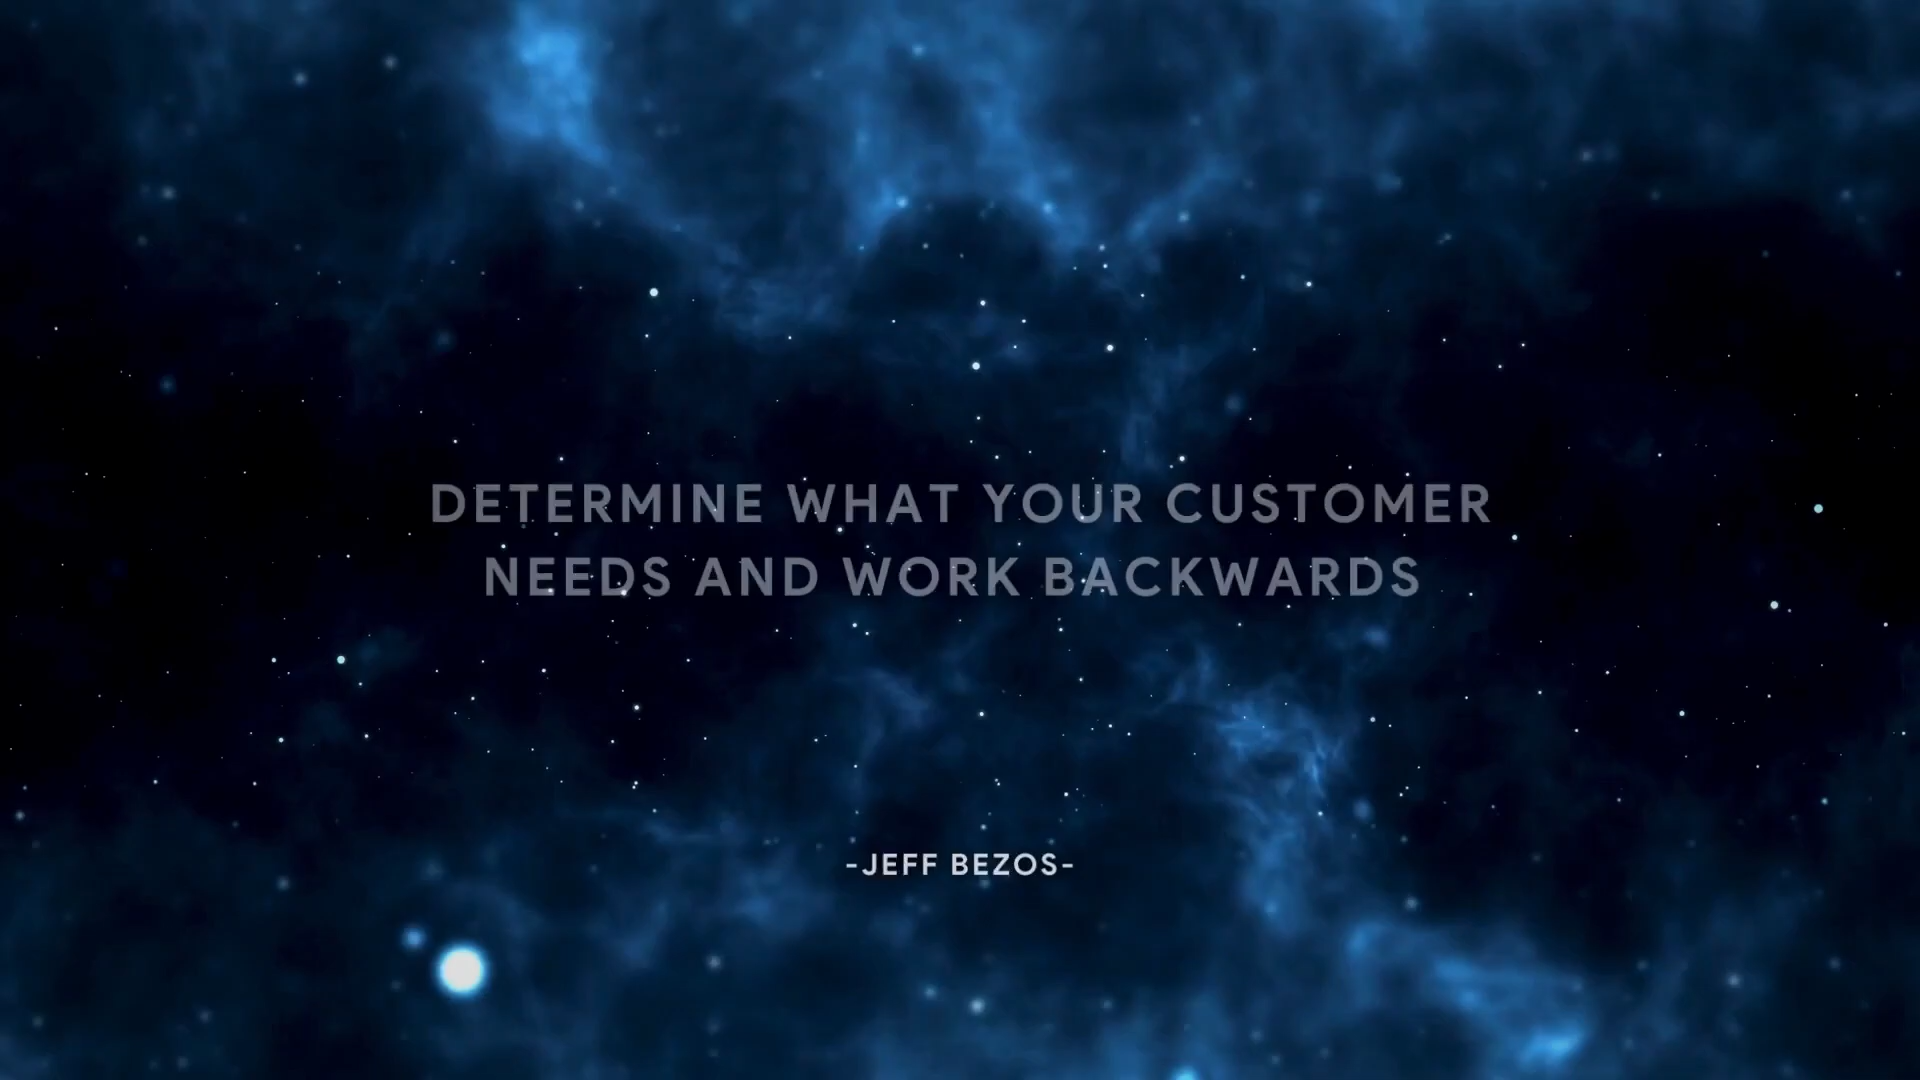 DETERMINE WHAT YOUR CUSTOMER
NEEDS AND WORK BACKWARDS
-JEFF BEZOS-